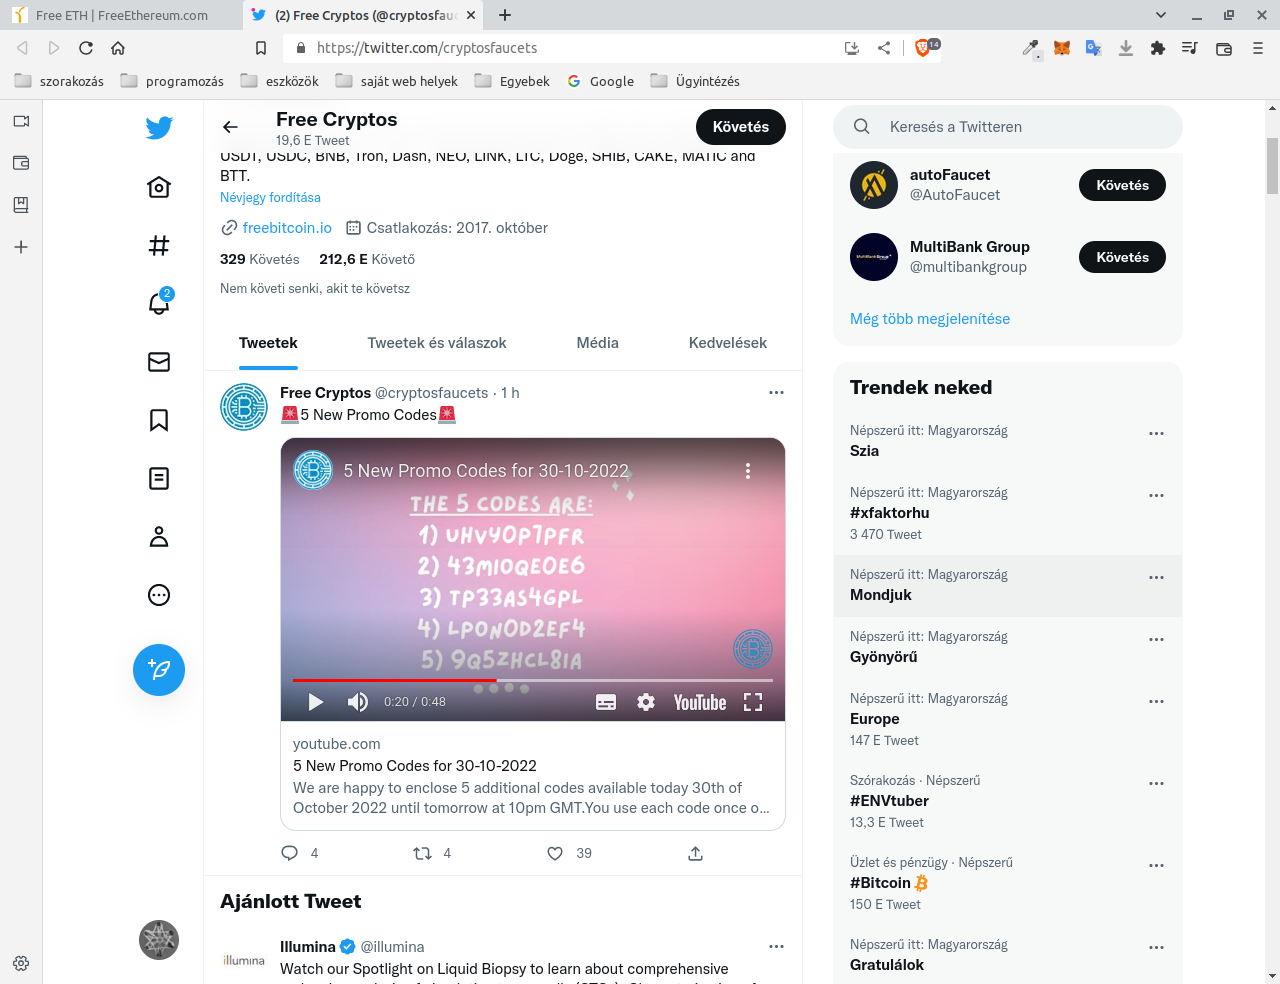 Free ETH | FreeEthereum.com
(2) Free Cryptos (@cryptosfauc
https://twitter.com/cryptosfaucets
14
szorakozás
programozás
eszközök
saját web helyek
Egyebek
Google
Ügyintézés
Free Cryptos
19,6 E Tweet
Követés
USDT, USDC, BNB, Tron, Dash, NEO, LINK, LTC, Doge, SHIB, CAKE, MATIC and
BTT.
Névjegy fordítása
freebitcoin.io
Csatlakozás: 2017. október
329 Követés
212,6 E Követő
Nem követi senki, akit te követsz
2
Tweetek
Tweetek és válaszok
Média
Kedvelések
Free Cryptos @cryptosfaucets · 1 h
🚨5 New Promo Codes🚨
5 New Promo Codes for 30-10-2022
THE 5 CODES ARE:
1) UHVYOP7PFR
2) 43MIOQEOE6
3) TP33AS4GPL
4) LPONOD2EF4
5) 9Q5ZHCL8IA
0:20 / 0:48
YouTube
youtube.com
5 New Promo Codes for 30-10-2022
We are happy to enclose 5 additional codes available today 30th of
October 2022 until tomorrow at 10pm GMT.You use each code once o...
4
4
39
Ajánlott Tweet
Illumina @illumina
illumına
Watch our Spotlight on Liquid Biopsy to learn about comprehensive
Keresés a Twitteren
autoFaucet
@AutoFaucet
Követés
MultiBank Group
@multibankgroup
Követés
MultiBank Group
Még több megjelenítése
Trendek neked
Népszerű itt: Magyarország
Szia
Népszerű itt: Magyarország
#xfaktorhu
3 470 Tweet
Népszerű itt: Magyarország
Mondjuk
Népszerű itt: Magyarország
Gyönyörű
Népszerű itt: Magyarország
Europe
147 E Tweet
Szórakozás · Népszerű
#ENVtuber
13,3 E Tweet
Üzlet és pénzügy · Népszerű
#Bitcoin
150 E Tweet
Népszerű itt: Magyarország
Gratulálok